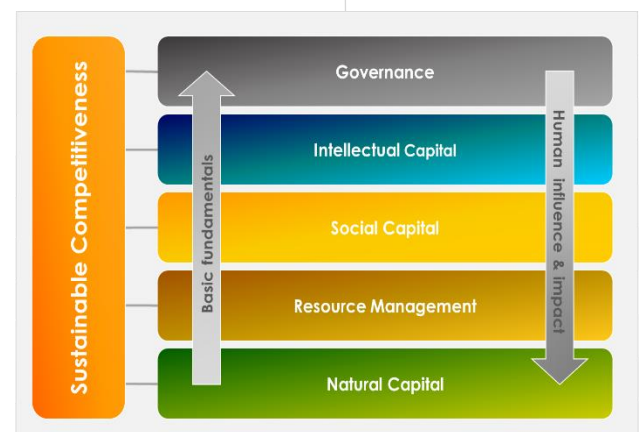 Sustainable Competitiveness
Governance
Intellectual Capital
Social Capital
Resource Management
Natural Capital
Basic fundamentals
Human influence & impact